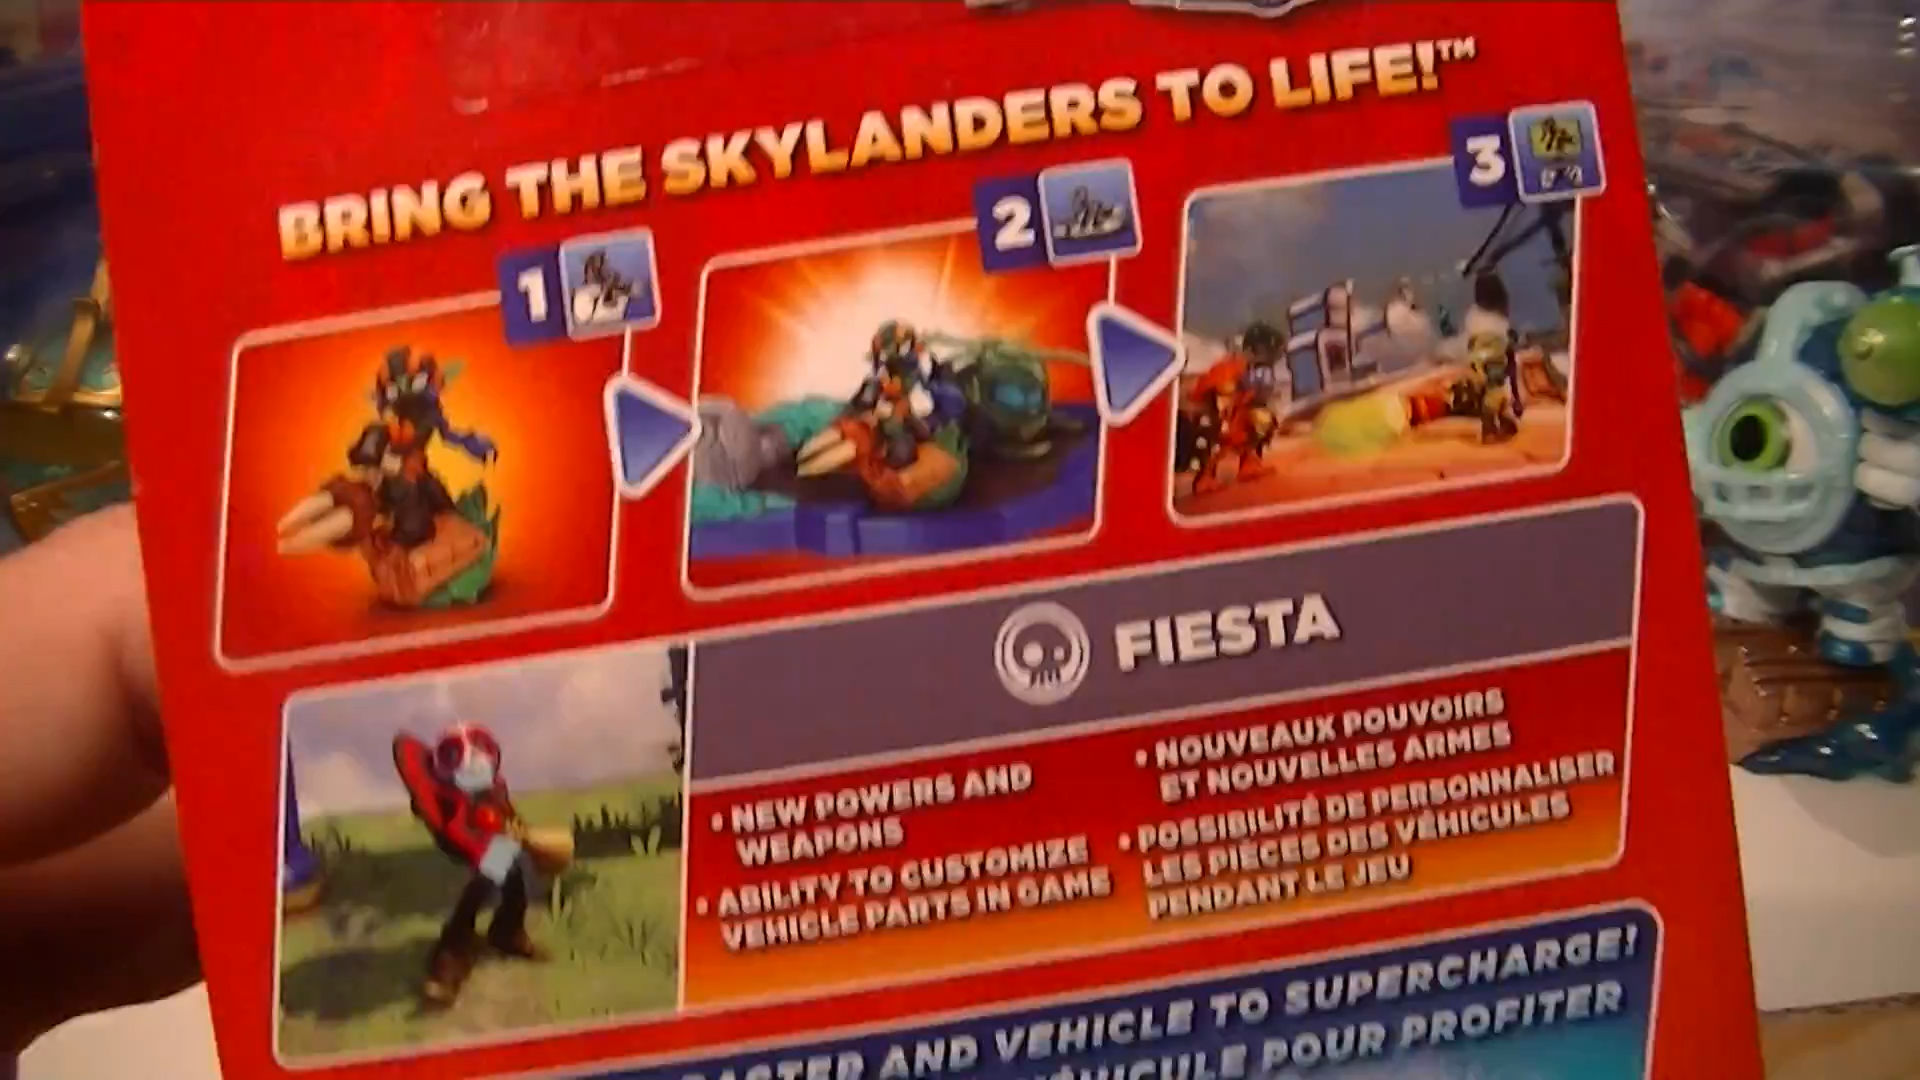 BRING THE SKYLANDERS TO LIFE!™
1
2
3
FIESTA
• NEW POWERS AND
WEAPONS
• ABILITY TO CUSTOMIZE
VEHICLE PARTS IN GAME
• NOUVEAUX POUVOIRS
ET NOUVELLES ARMES
• POSSIBILITÉ DE PERSONNALISER
LES PIÈCES DES VÉHICULES
PENDANT LE JEU
AND VEHICLE TO SUPERCHARGE!
POUR PROFITER